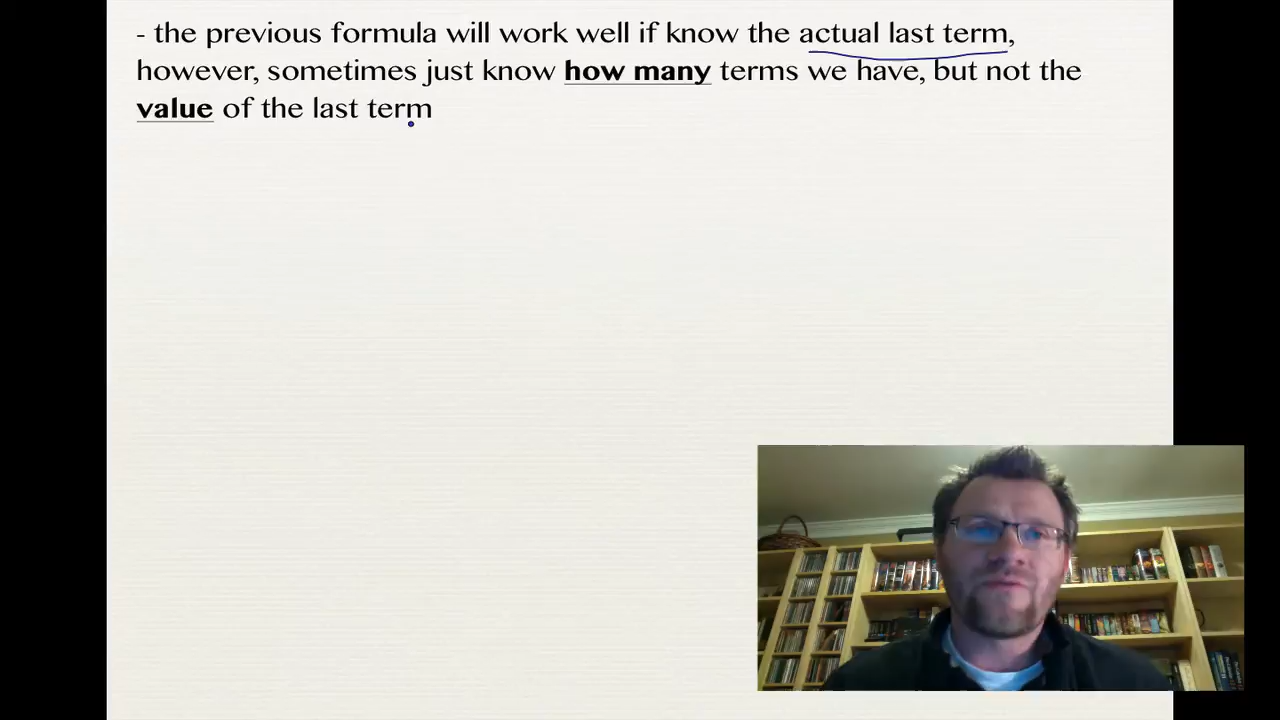 - the previous formula will work well if know the actual last term,
however, sometimes just know how many terms we have, but not the
value of the last term